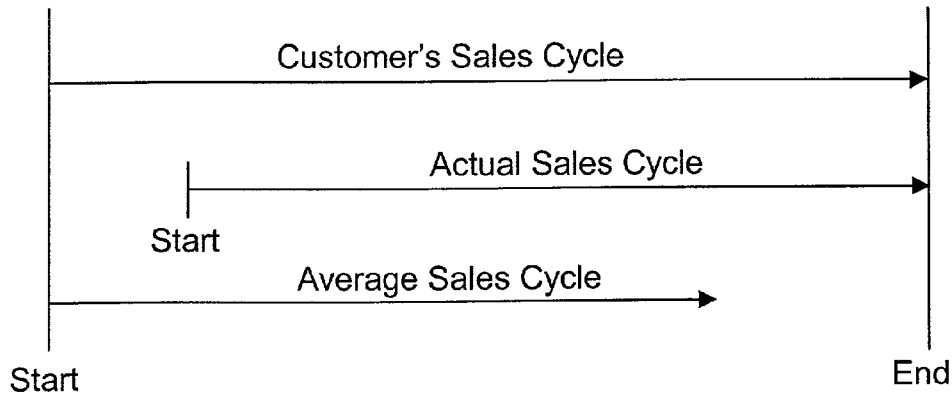 Customer's Sales Cycle
Actual Sales Cycle
Start
Average Sales Cycle
Start
End